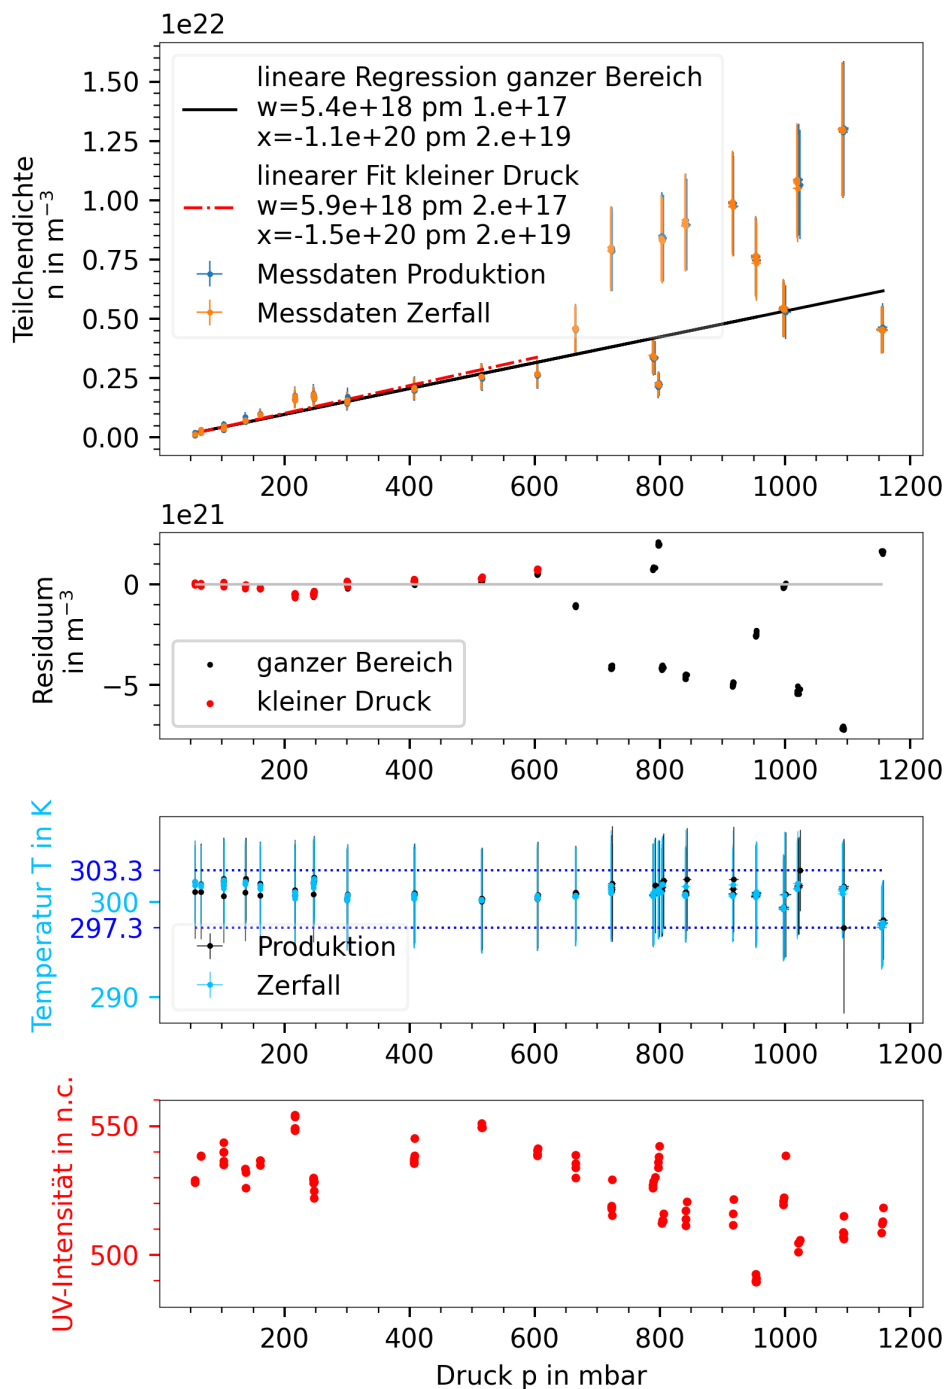 1e22
1.50
1.25
1.00
0.75
0.50
0.25
0.00
Teilchendichte
n in m⁻³
lineare Regression ganzer Bereich
w=5.4e+18 pm 1.e+17
x=-1.1e+20 pm 2.e+19
linearer Fit kleiner Druck
w=5.9e+18 pm 2.e+17
x=-1.5e+20 pm 2.e+19
Messdaten Produktion
Messdaten Zerfall
200 400 600 800 1000 1200
1e21
0
−5
Residuum
in m⁻³
ganzer Bereich
kleiner Druck
200 400 600 800 1000 1200
Temperatur T in K
303.3
300
297.3
290
Produktion
Zerfall
200 400 600 800 1000 1200
UV-Intensität in n.c.
550
500
200 400 600 800 1000 1200
Druck p in mbar